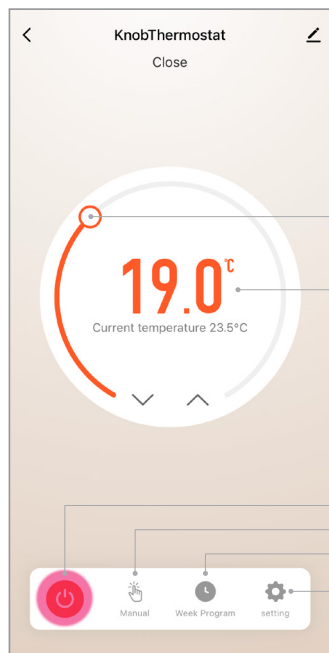 KnobThermostat
Close
19.0℃
Current temperature 23.5°C
Manual
Week Program
setting